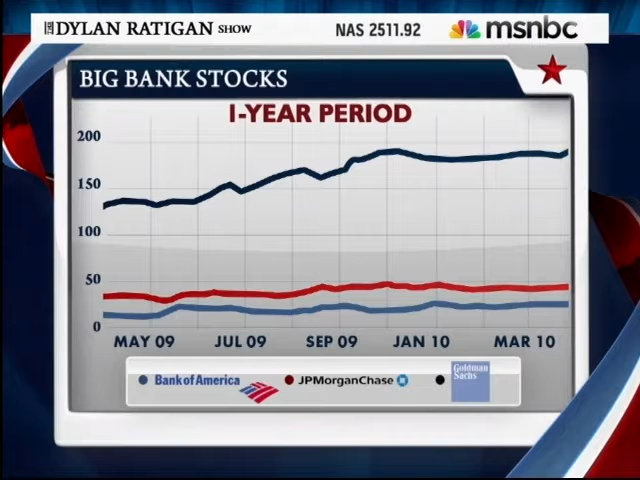 THE DYLAN RATIGAN SHOW
NAS 2511.92
msnbc
BIG BANK STOCKS
1-YEAR PERIOD
200
150
100
50
0
MAY 09 JUL 09 SEP 09 JAN 10 MAR 10
Bank of America JPMorganChase Goldman
Sachs